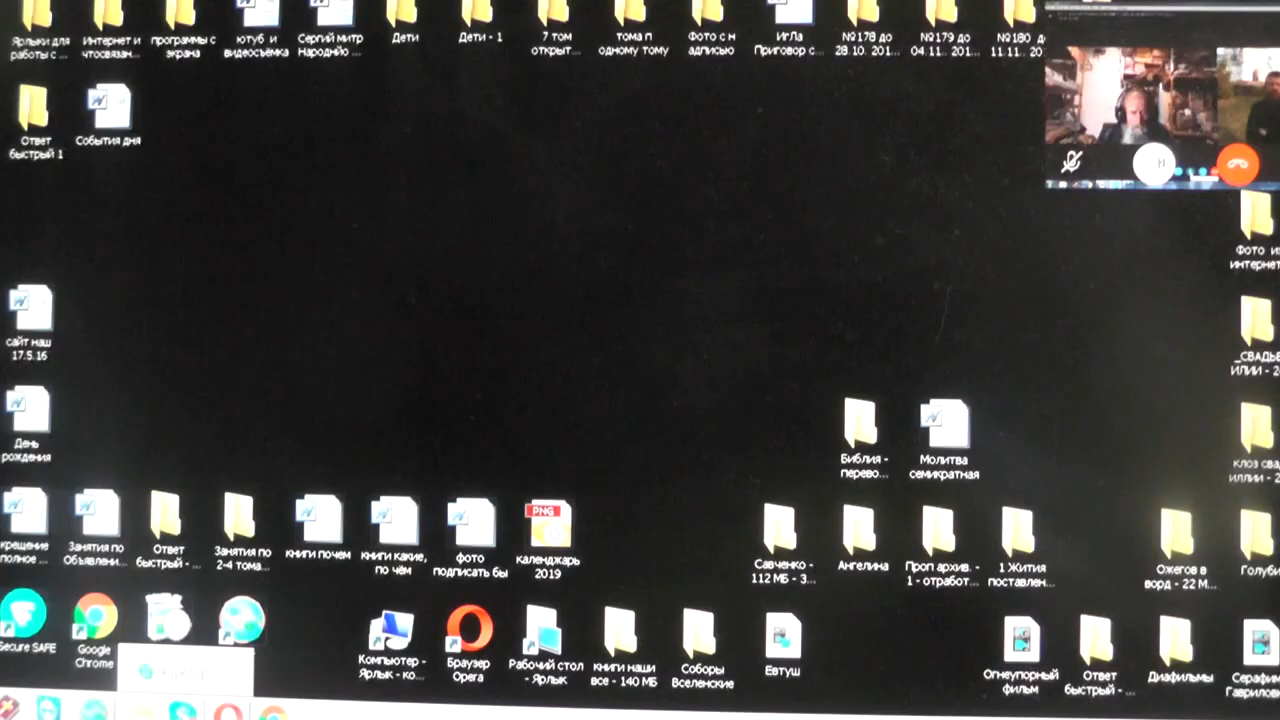 Ярлыки для
работы с ...
Интернет и
чтосвязан...
программы с
экрана
ютуб и
видеосъёмка
Сергий митр
Народнйо ...
Дети
Дети - 1
7 том
открыт...
тома п
одному тому
Фото с н
адписью
ИгЛа
Приговор с...
№178 до
28.10. 201...
№179 до
04.11.. 201...
№180 д
11.11.. 20
Ответ
быстрый 1
События дня
Фото из
интернет
сайт наш
17.5.16
_СВАДЬБ
ИЛИИ - 2
День
рождения
Библия -
перево...
Молитва
семикратная
клоз сва
иллии - 2
крещение
полное ...
Занятия по
Объявлени...
Ответ
быстрый - ...
Занятия по
2-4 тома...
книги почем
книги какие,
по чём
фото
подписать бы
PNG
календжарь
2019
Савченко -
112 МБ - 3...
Ангелина
Проп архив. -
1 - отработ...
1 Жития
поставлен...
Ожегов в
ворд - 22 М...
Голуби
Secure SAFE
Google
Chrome
Компьютер -
Ярлык - ко...
Браузер
Opera
Рабочий стол
- Ярлык
книги наши
все - 140 МБ
Соборы
Вселенские
Евтуш
Огнеупорный
фильм
Ответ
быстрый - ...
Диафильмы
Серафим
Гаврилов